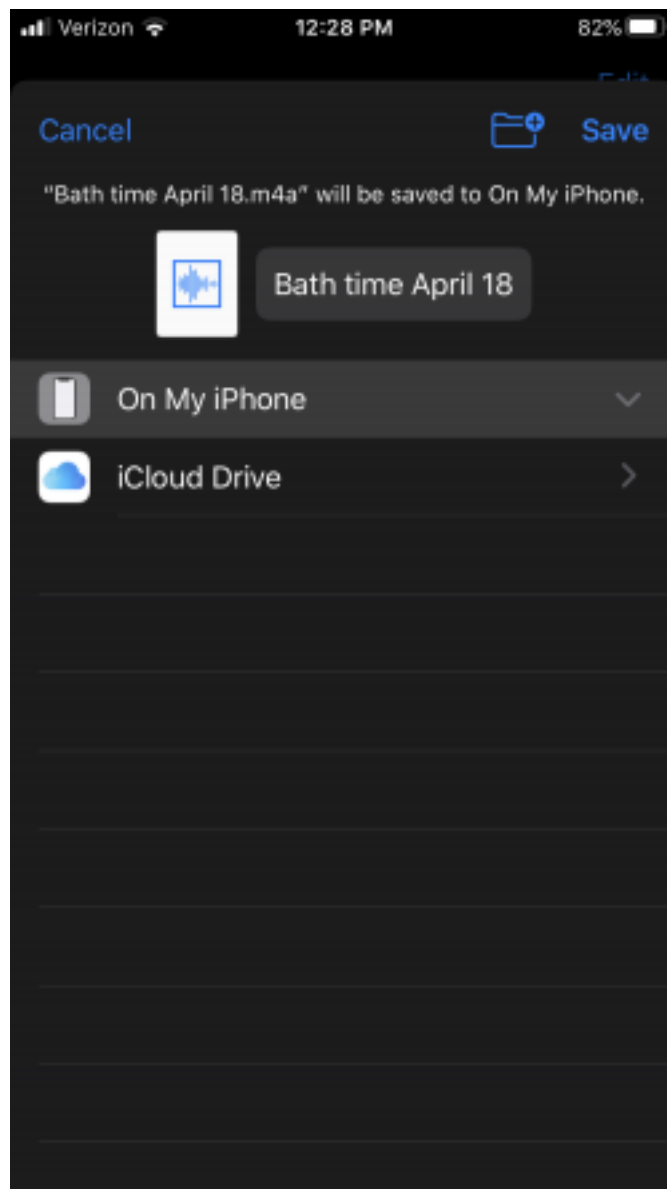 Verizon 12:28 PM 82%
Edit
Cancel Save
"Bath time April 18.m4a" will be saved to On My iPhone.
Bath time April 18
On My iPhone
iCloud Drive